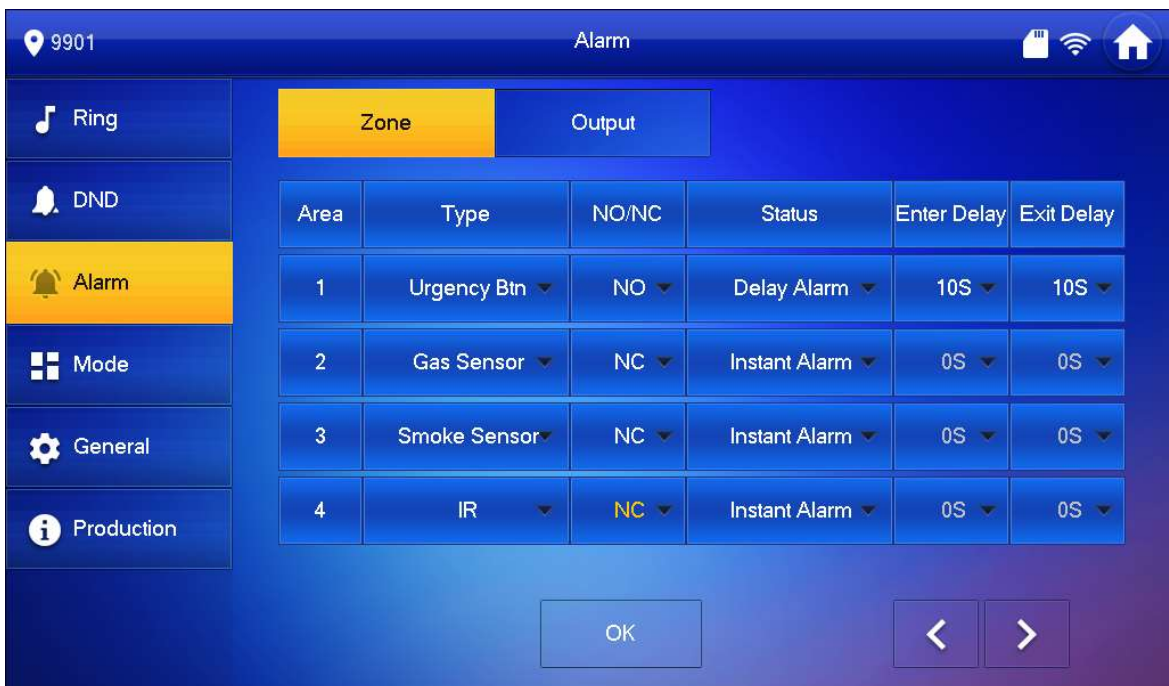 9901 Alarm
Ring
DND
Alarm
Mode
General
Production
Zone Output
Area Type NO/NC Status Enter Delay Exit Delay
1 Urgency Btn NO Delay Alarm 10S 10S
2 Gas Sensor NC Instant Alarm 0S 0S
3 Smoke Sensor NC Instant Alarm 0S 0S
4 IR NC Instant Alarm 0S 0S
OK